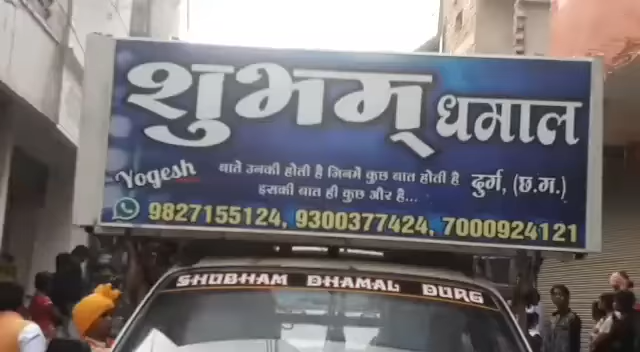 शुभम् धमाल
Yogesh
बातें उनकी होती है जिनमें कुछ बात होती है
इसकी बात ही कुछ और है...
दुर्ग, (छ.ग.)
9827155124, 9300377424, 7000924121
SHUBHAM DHAMAL DURG